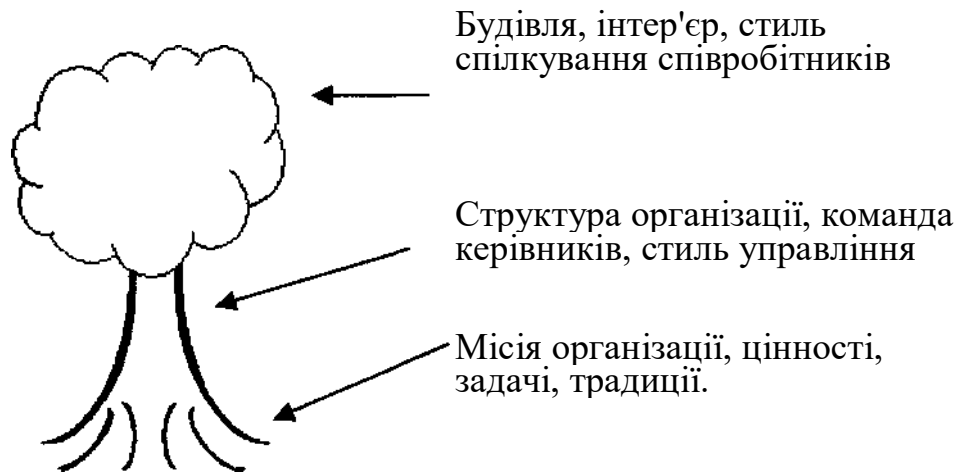 Будівля, інтер'єр, стиль
спілкування співробітників
Структура організації, команда
керівників, стиль управління
Місія організації, цінності,
задачі, традиції.